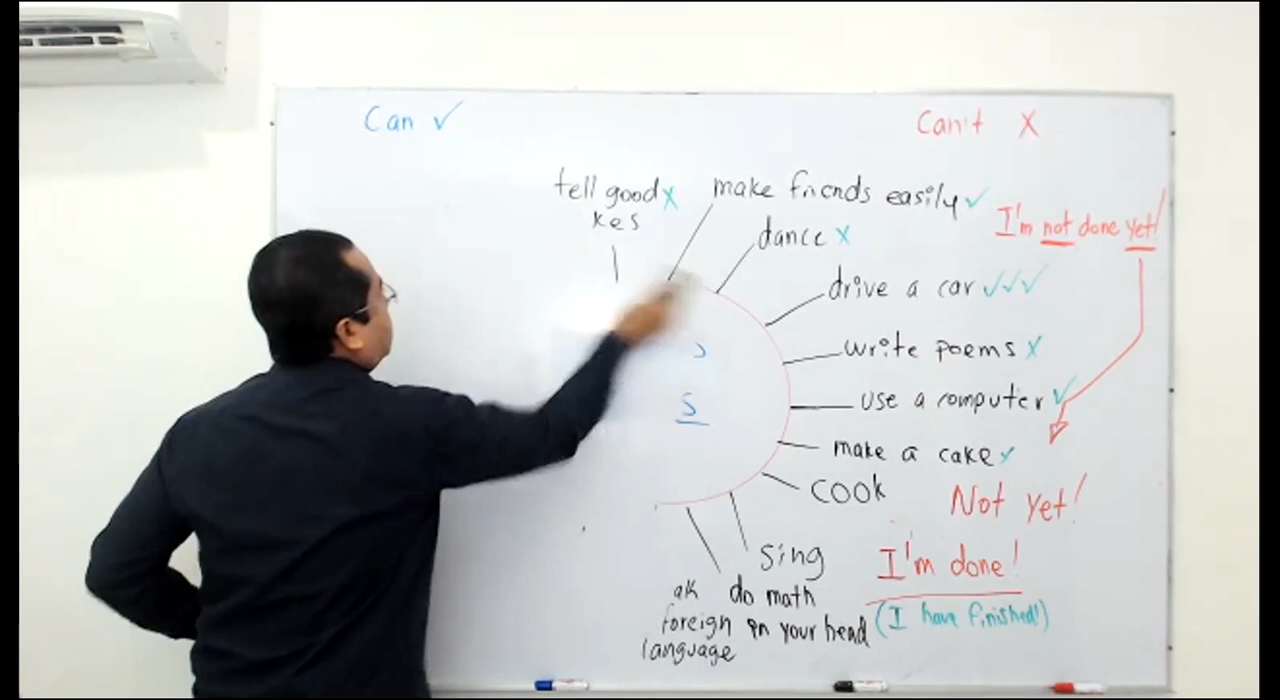 Can ✓
Can't X
tell good X
kes
make friends easily ✓
dance X
I'm not done yet!
drive a car ✓✓✓
write poems X
use a computer ✓
S
make a cake X
cook
Not yet!
sing
I'm done!
ak
foreign
language
do math
in your head
(I have finished!)